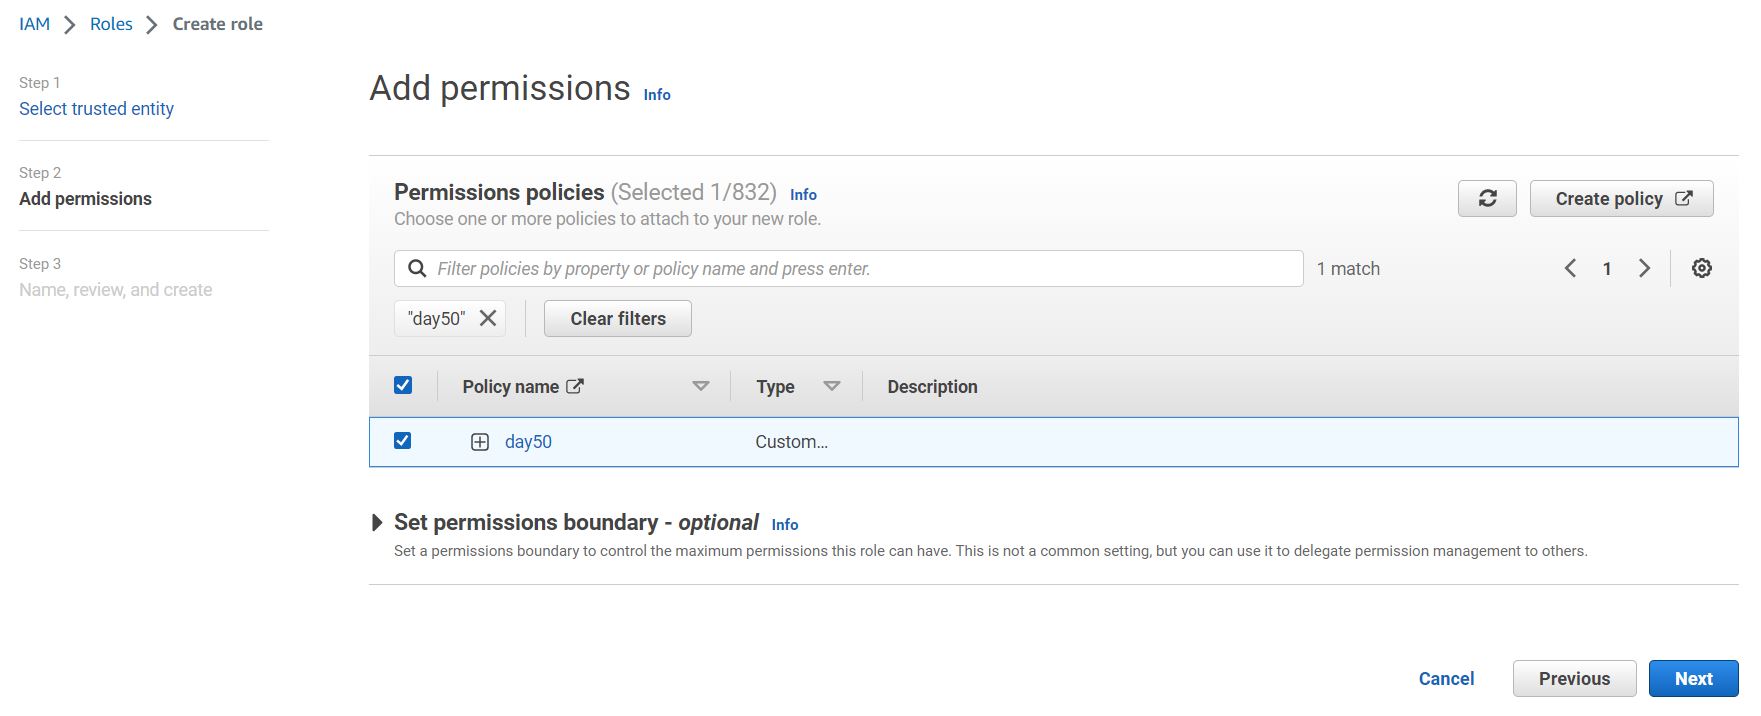 IAM > Roles > Create role
Step 1
Select trusted entity
Step 2
Add permissions
Step 3
Name, review, and create
Add permissions Info
Permissions policies (Selected 1/832) Info
Choose one or more policies to attach to your new role.
Create policy
Filter policies by property or policy name and press enter.
1 match
1
"day50"
Clear filters
Policy name Type Description
day50 Custom...
Set permissions boundary - optional Info
Set a permissions boundary to control the maximum permissions this role can have. This is not a common setting, but you can use it to delegate permission management to others.
Cancel Previous Next